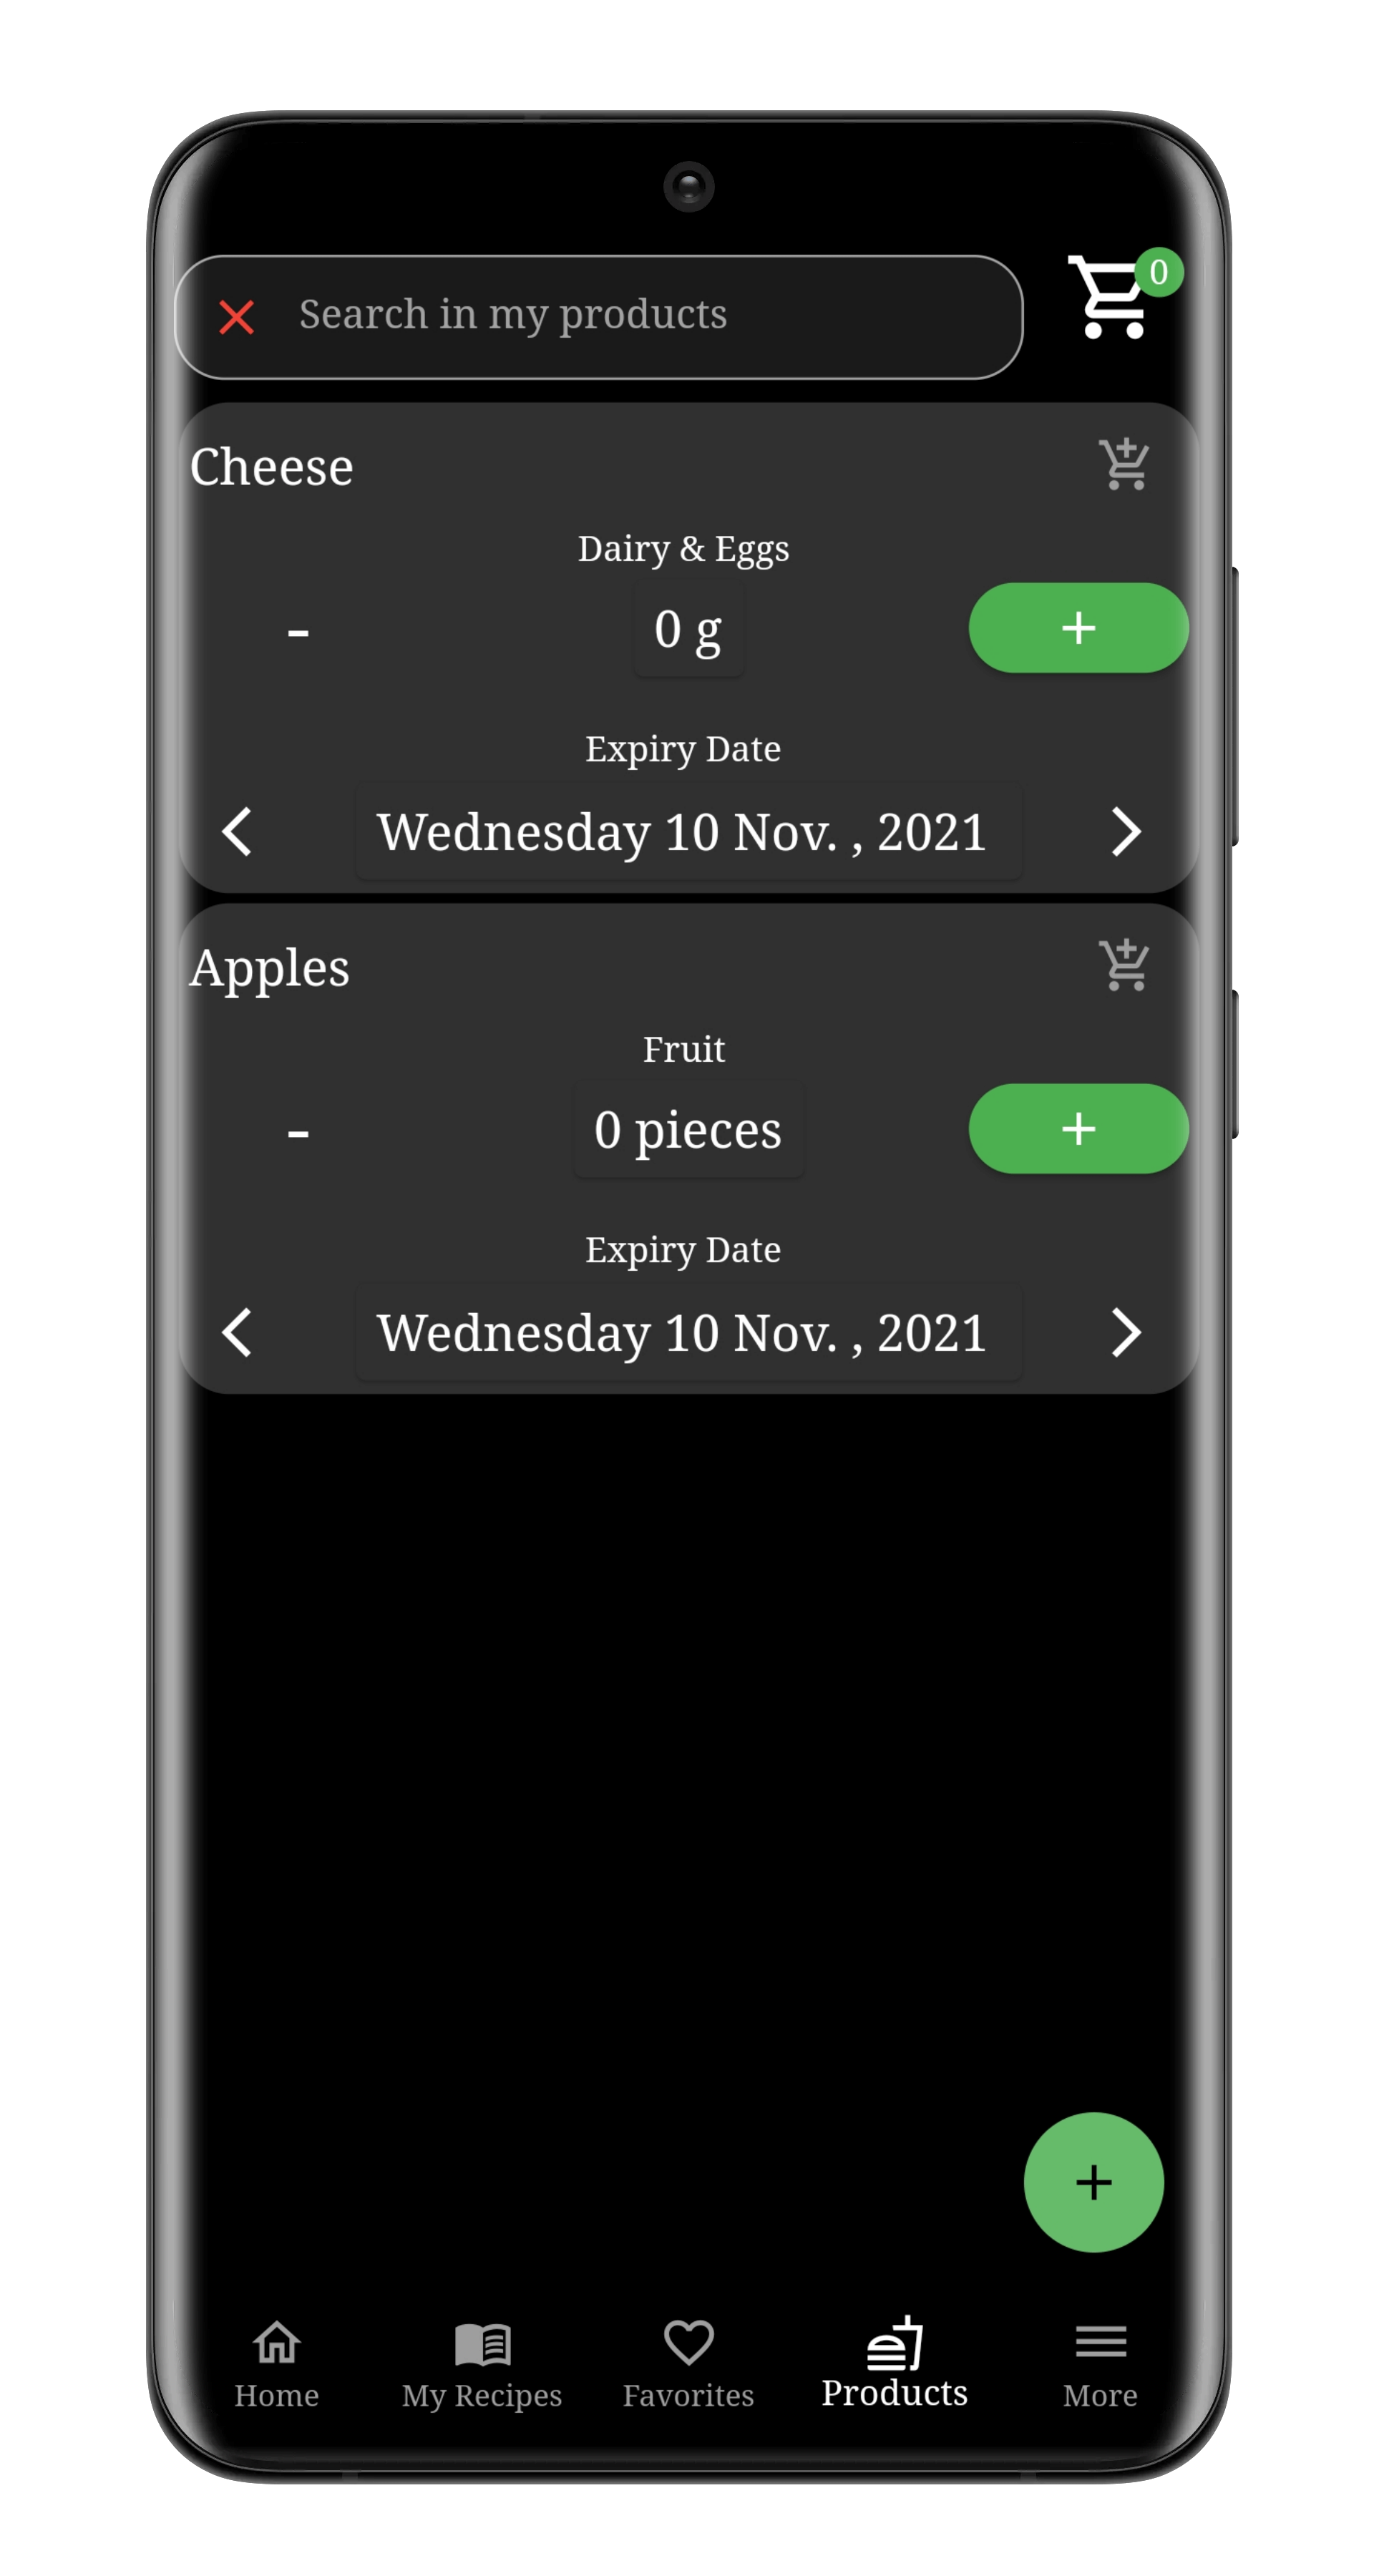 Search in my products
0
Cheese
Dairy & Eggs
- 0 g +
Expiry Date
Wednesday 10 Nov. , 2021
Apples
Fruit
- 0 pieces +
Expiry Date
Wednesday 10 Nov. , 2021
+
Home My Recipes Favorites Products More